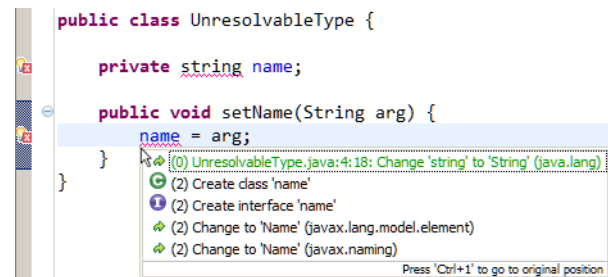 public class UnresolvableType {
private string name;
public void setName(String arg) {
name = arg;
}
(0) UnresolvableType.java:4:18: Change 'string' to 'String' (java.lang)
}
(2) Create class 'name'
(2) Create interface 'name'
(2) Change to 'Name' (javax.lang.model.element)
(2) Change to 'Name' (javax.naming)
Press 'Ctrl+1' to go to original position